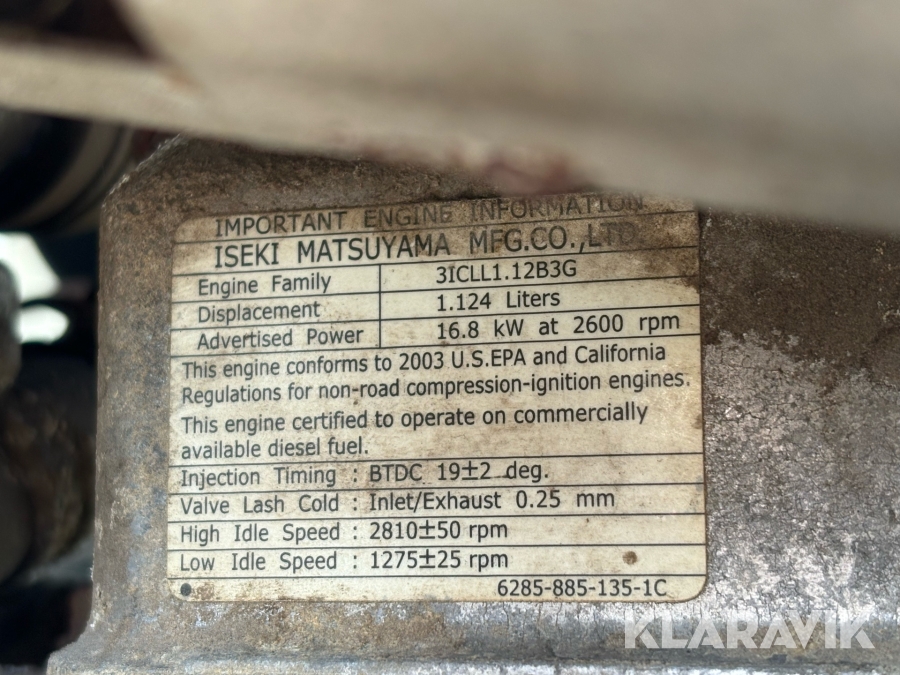 IMPORTANT ENGINE INFORMATION
ISEKI MATSUYAMA MFG.CO.,LTD.
Engine Family 3ICLL1.12B3G
Displacement 1.124 Liters
Advertised Power 16.8 kW at 2600 rpm
This engine conforms to 2003 U.S.EPA and California
Regulations for non-road compression-ignition engines.
This engine certified to operate on commercially
available diesel fuel.
Injection Timing : BTDC 19±2 deg.
Valve Lash Cold : Inlet/Exhaust 0.25 mm
High Idle Speed : 2810±50 rpm
Low Idle Speed : 1275±25 rpm
6285-885-135-1C
KLARAVIK